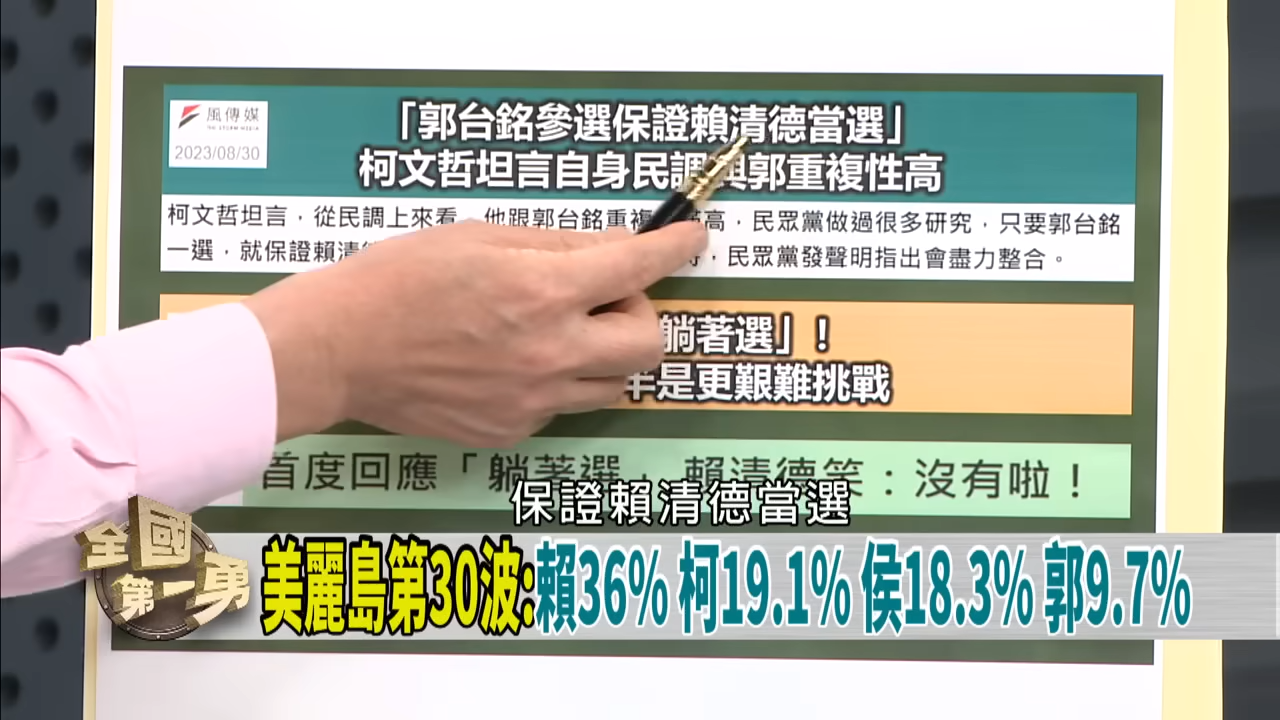 風傳媒
THE STORM MEDIA
2023/08/30
「郭台銘參選保證賴清德當選」
柯文哲坦言自身民調與郭重複性高
柯文哲坦言，從民調上來看，他跟郭台銘重複 高，民眾黨做過很多研究，只要郭台銘
一選，就保證賴清 ，民眾黨發聲明指出會盡力整合。
躺著選」！
是更艱難挑戰
首度回應「躺著選」 賴清德笑：沒有啦！
保證賴清德當選
全國第一勇
美麗島第30波:賴36% 柯19.1% 侯18.3% 郭9.7%